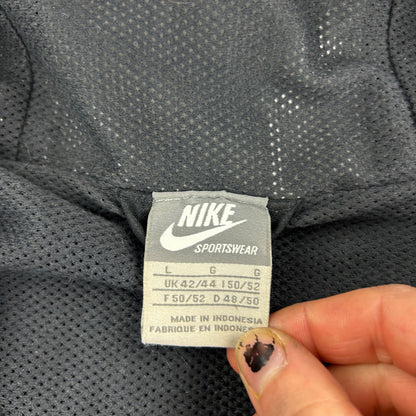 NIKE
SPORTSWEAR
L G G
UK 42/44 I 50/52
F 50/52 D 48/50
MADE IN INDONESIA
FABRIQUE EN INDONESIE